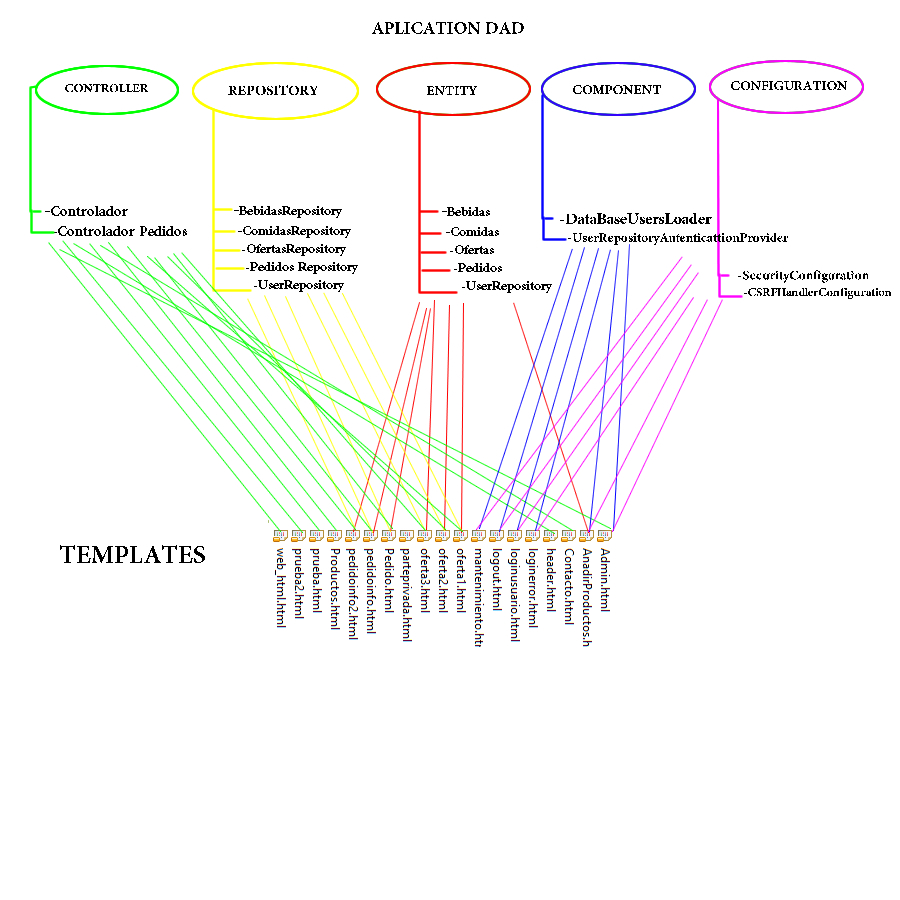 APLICATION DAD
CONTROLLER
REPOSITORY
ENTITY
COMPONENT
CONFIGURATION
-Controlador
-Controlador Pedidos
-BebidasRepository
-ComidasRepository
-OfertasRepository
-Pedidos Repository
-UserRepository
-Bebidas
-Comidas
-Ofertas
-Pedidos
-UserRepository
-DataBaseUsersLoader
-UserRepositoryAutenticattionProvider
-SecurityConfiguration
-CSRFHandlerConfiguration
TEMPLATES
web_html.html
prueba2.html
prueba.html
Productos.html
pedidoinfo2.html
pedidoinfo.html
Pedido.html
parteprivada.html
oferta3.html
oferta2.html
oferta1.html
mantenimiento.htr
logout.html
loginusuario.html
loginerror.html
header.html
Contacto.html
AnadirProductos.h
Admin.html